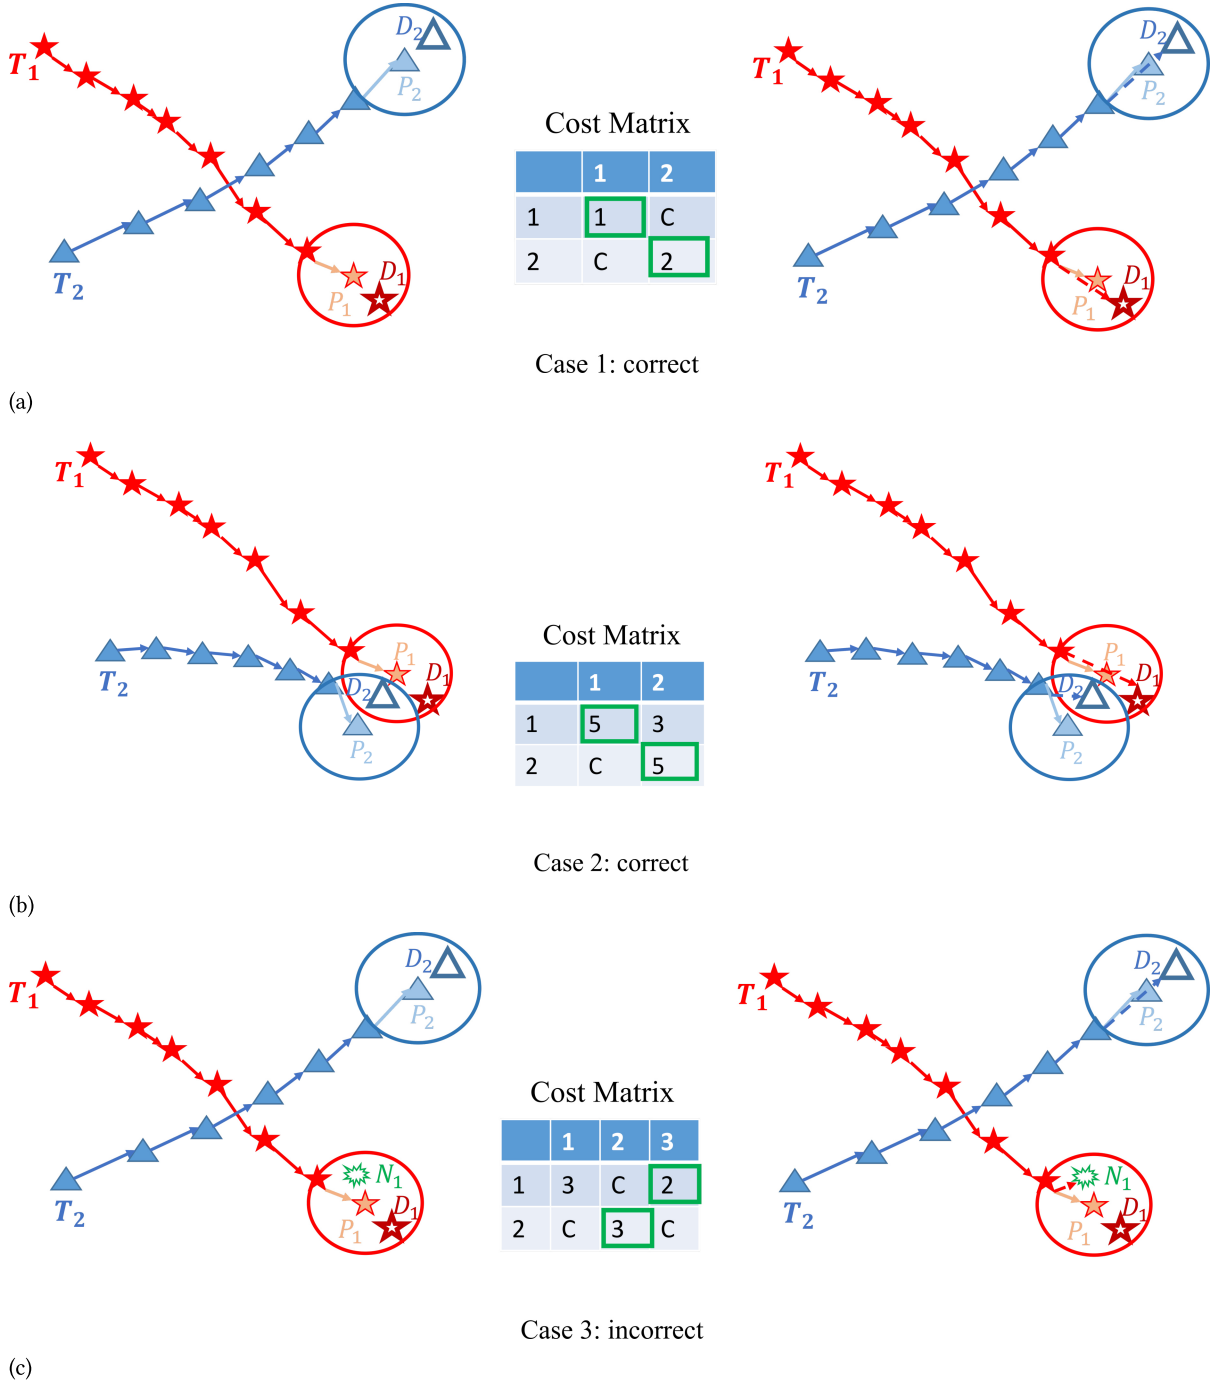 T₁
D₂
P₂
T₂
D₁
P₁
Cost Matrix
1 2
1 1 C
2 C 2
T₁
D₂
P₂
T₂
D₁
P₁
Case 1: correct
(a)
T₁
T₂
P₁
D₁
D₂
P₂
Cost Matrix
1 2
1 5 3
2 C 5
T₁
T₂
P₁
D₁
D₂
P₂
Case 2: correct
(b)
T₁
D₂
P₂
T₂
N₁
D₁
P₁
Cost Matrix
1 2 3
1 3 C 2
2 C 3 C
T₁
D₂
P₂
T₂
N₁
D₁
P₁
Case 3: incorrect
(c)